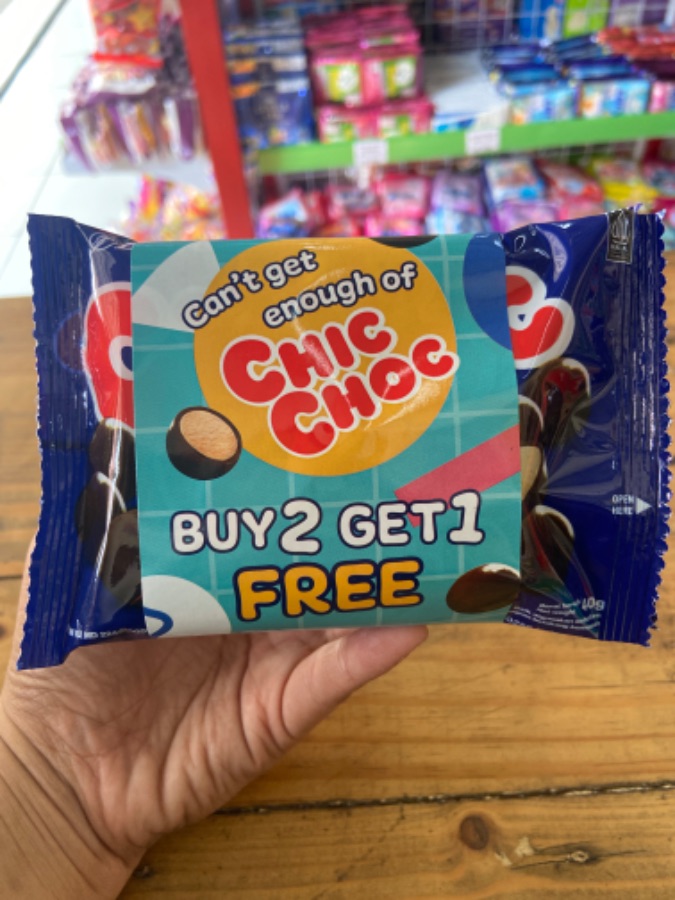 Can't get
enough of
CHIC
CHOC
BUY 2 GET 1
FREE
OPEN
HERE